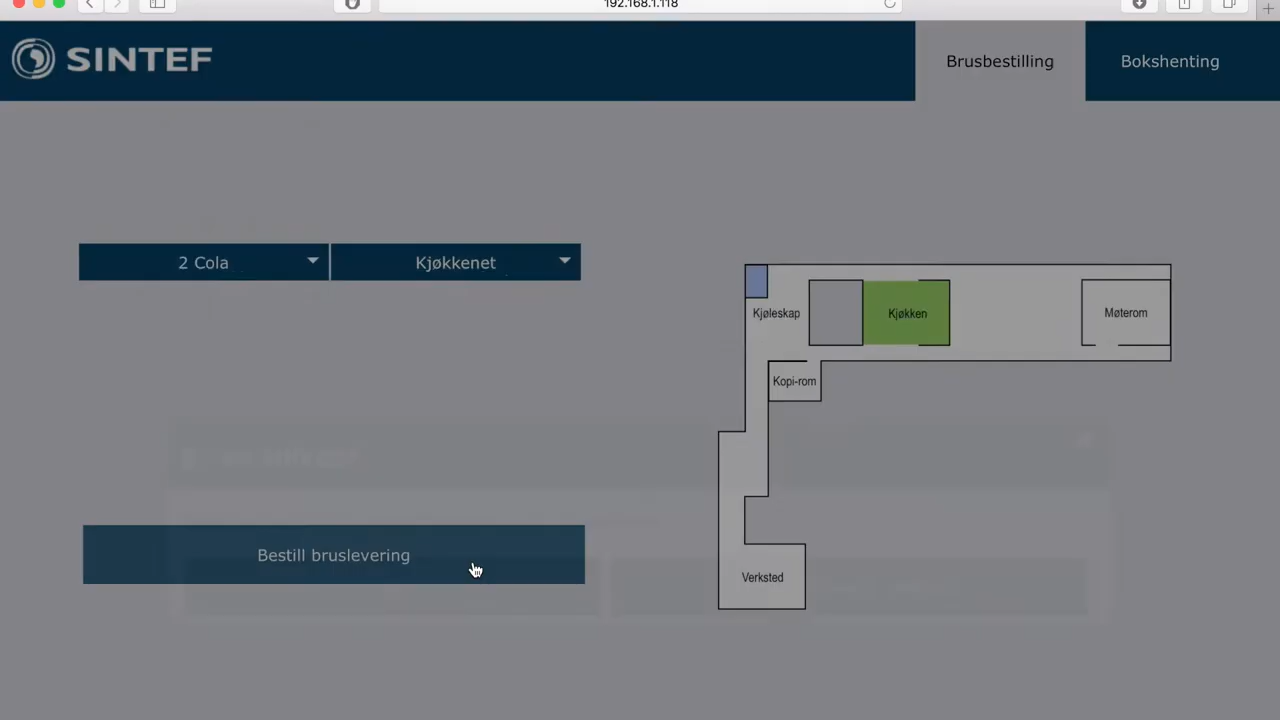 192.168.1.118
SINTEF
Brusbestilling
Bokshenting
2 Cola
Kjøkkenet
Kjøleskap
Kjøkken
Møterom
Kopi-rom
Bestill bruslevering
Verksted